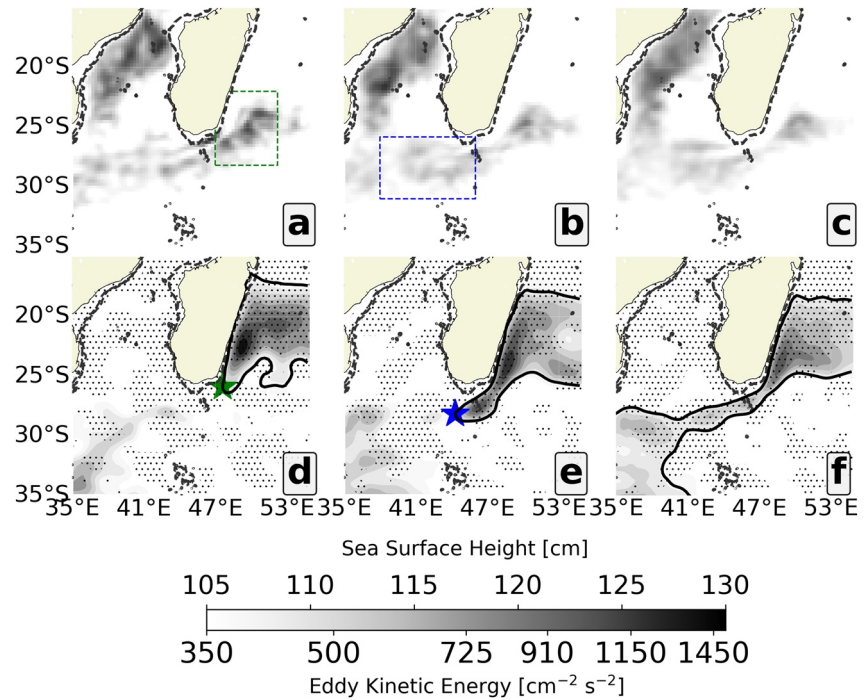 20°S
25°S
30°S
35°S
a
b
c
20°S
25°S
30°S
35°S
d
e
f
35°E 41°E 47°E 53°E 35°E 41°E 47°E 53°E 35°E 41°E 47°E 53°E
Sea Surface Height [cm]
105 110 115 120 125 130
350 500 725 910 1150 1450
Eddy Kinetic Energy [cm⁻² s⁻²]